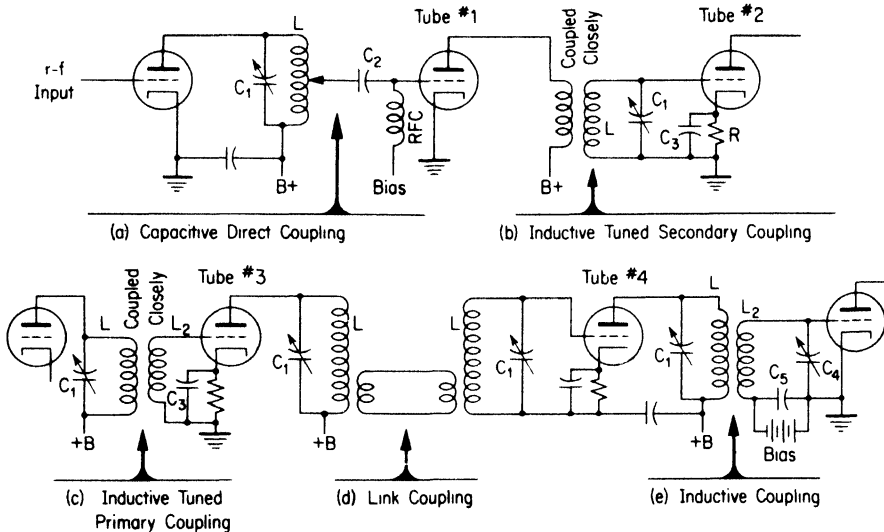 Tube #1
Tube #2
r-f
Input
C1
L
C2
RFC
B+
Bias
Coupled
Closely
L
C1
C3
R
B+
(a) Capacitive Direct Coupling
(b) Inductive Tuned Secondary Coupling
Tube #3
Tube #4
C1
L
Coupled
Closely
L2
C3
+B
C1
L
L
C1
+B
C1
L
L2
C5
C4
Bias
(c) Inductive Tuned
Primary Coupling
(d) Link Coupling
(e) Inductive Coupling